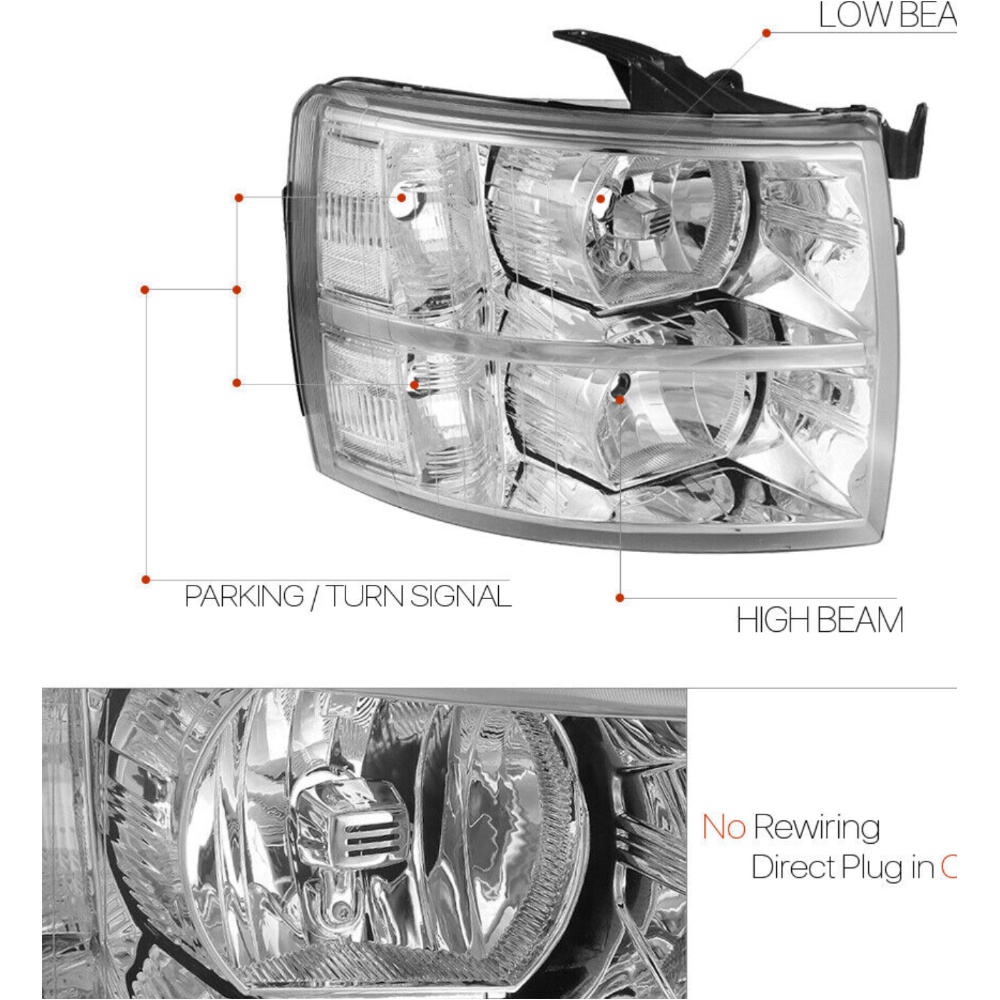 LOW BEA
PARKING / TURN SIGNAL
HIGH BEAM
No Rewiring
Direct Plug in